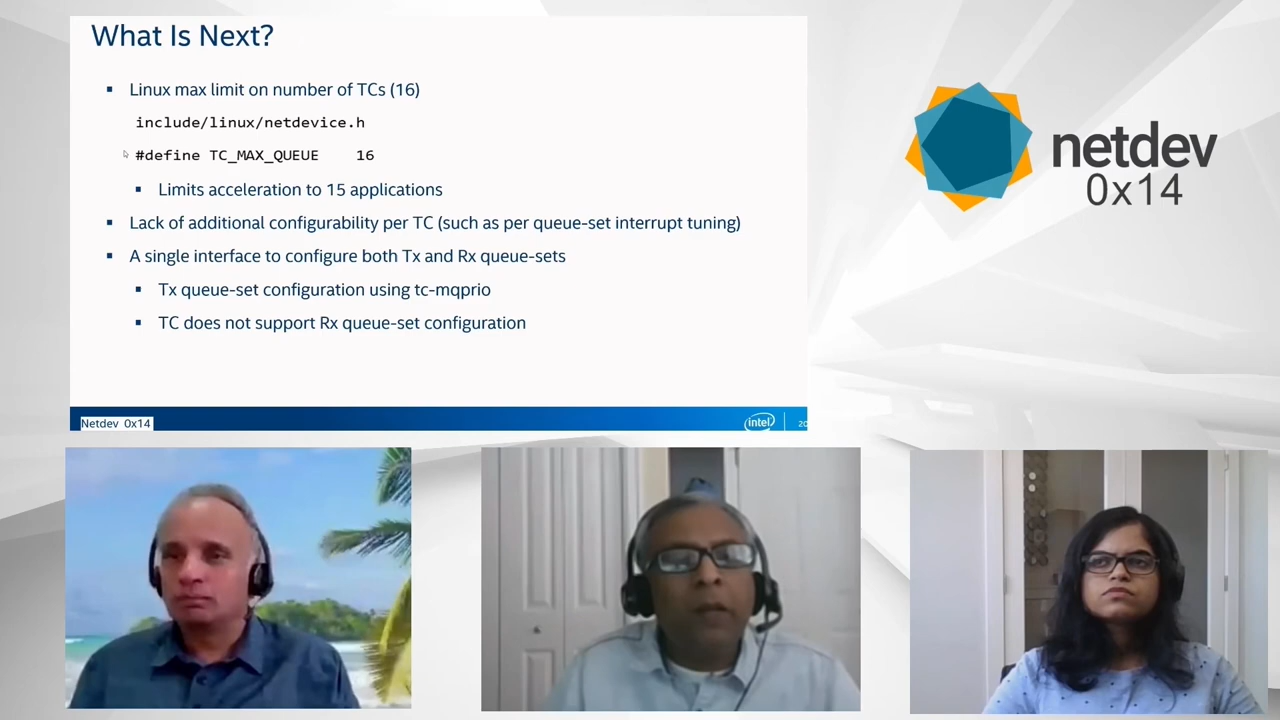 What Is Next?
▪ Linux max limit on number of TCs (16)
include/linux/netdevice.h
#define TC_MAX_QUEUE 16
▪ Limits acceleration to 15 applications
▪ Lack of additional configurability per TC (such as per queue-set interrupt tuning)
▪ A single interface to configure both Tx and Rx queue-sets
▪ Tx queue-set configuration using tc-mqprio
▪ TC does not support Rx queue-set configuration
Netdev 0x14
intel
20
netdev
0x14